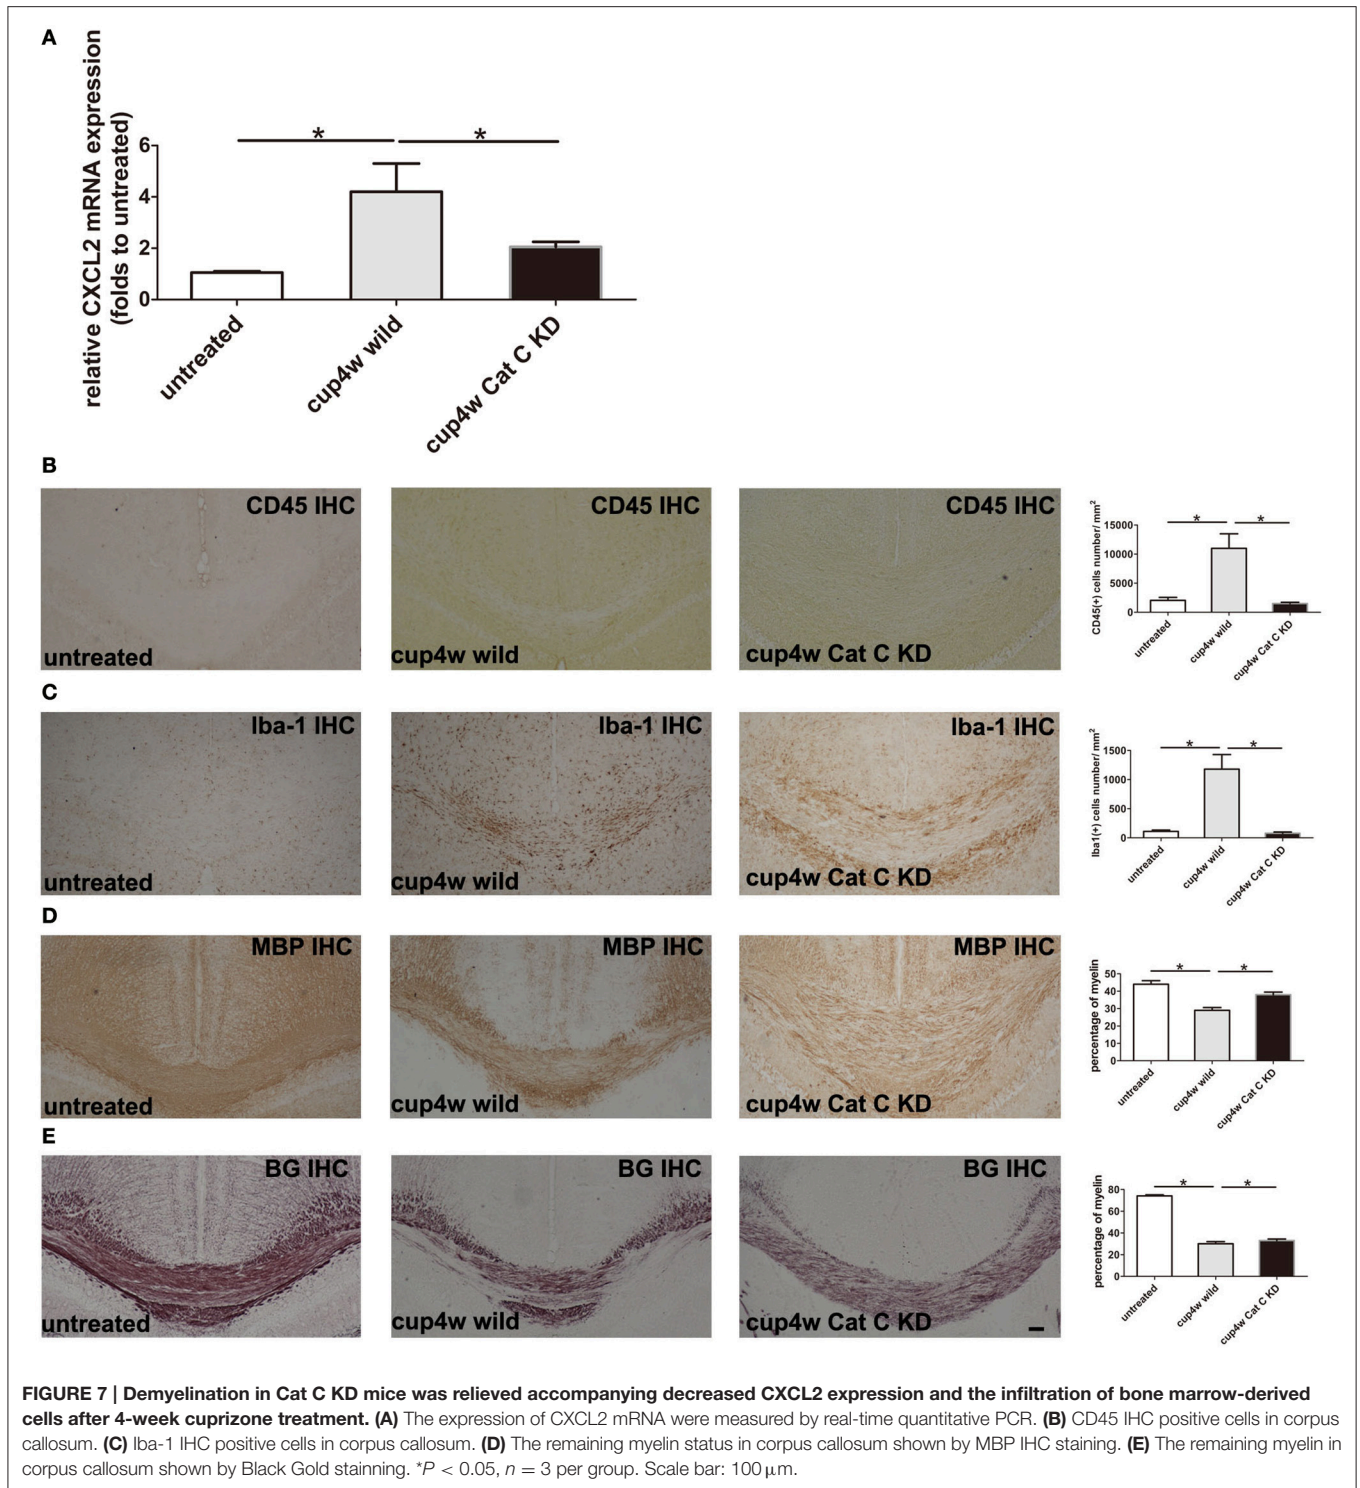 A
relative CXCL2 mRNA expression
(folds to untreated)
6
4
2
0
*
*
untreated
cup4w wild
cup4w Cat C KD
B
CD45 IHC
untreated
CD45 IHC
cup4w wild
CD45 IHC
cup4w Cat C KD
CD45(+) cells number/ mm²
15000
10000
5000
0
*
*
untreated
cup4w wild
cup4w Cat C KD
C
Iba-1 IHC
untreated
Iba-1 IHC
cup4w wild
Iba-1 IHC
cup4w Cat C KD
Iba1(+) cells number/ mm²
1500
1000
500
0
*
*
untreated
cup4w wild
cup4w Cat C KD
D
MBP IHC
untreated
MBP IHC
cup4w wild
MBP IHC
cup4w Cat C KD
percentage of myelin
50
40
30
20
10
0
*
*
untreated
cup4w wild
cup4w Cat C KD
E
BG IHC
untreated
BG IHC
cup4w wild
BG IHC
cup4w Cat C KD
percentage of myelin
80
60
40
20
0
*
*
untreated
cup4w wild
cup4w Cat C KD
FIGURE 7 | Demyelination in Cat C KD mice was relieved accompanying decreased CXCL2 expression and the infiltration of bone marrow-derived
cells after 4-week cuprizone treatment. (A) The expression of CXCL2 mRNA were measured by real-time quantitative PCR. (B) CD45 IHC positive cells in corpus
callosum. (C) Iba-1 IHC positive cells in corpus callosum. (D) The remaining myelin status in corpus callosum shown by MBP IHC staining. (E) The remaining myelin in
corpus callosum shown by Black Gold stainning. *P < 0.05, n = 3 per group. Scale bar: 100 μm.